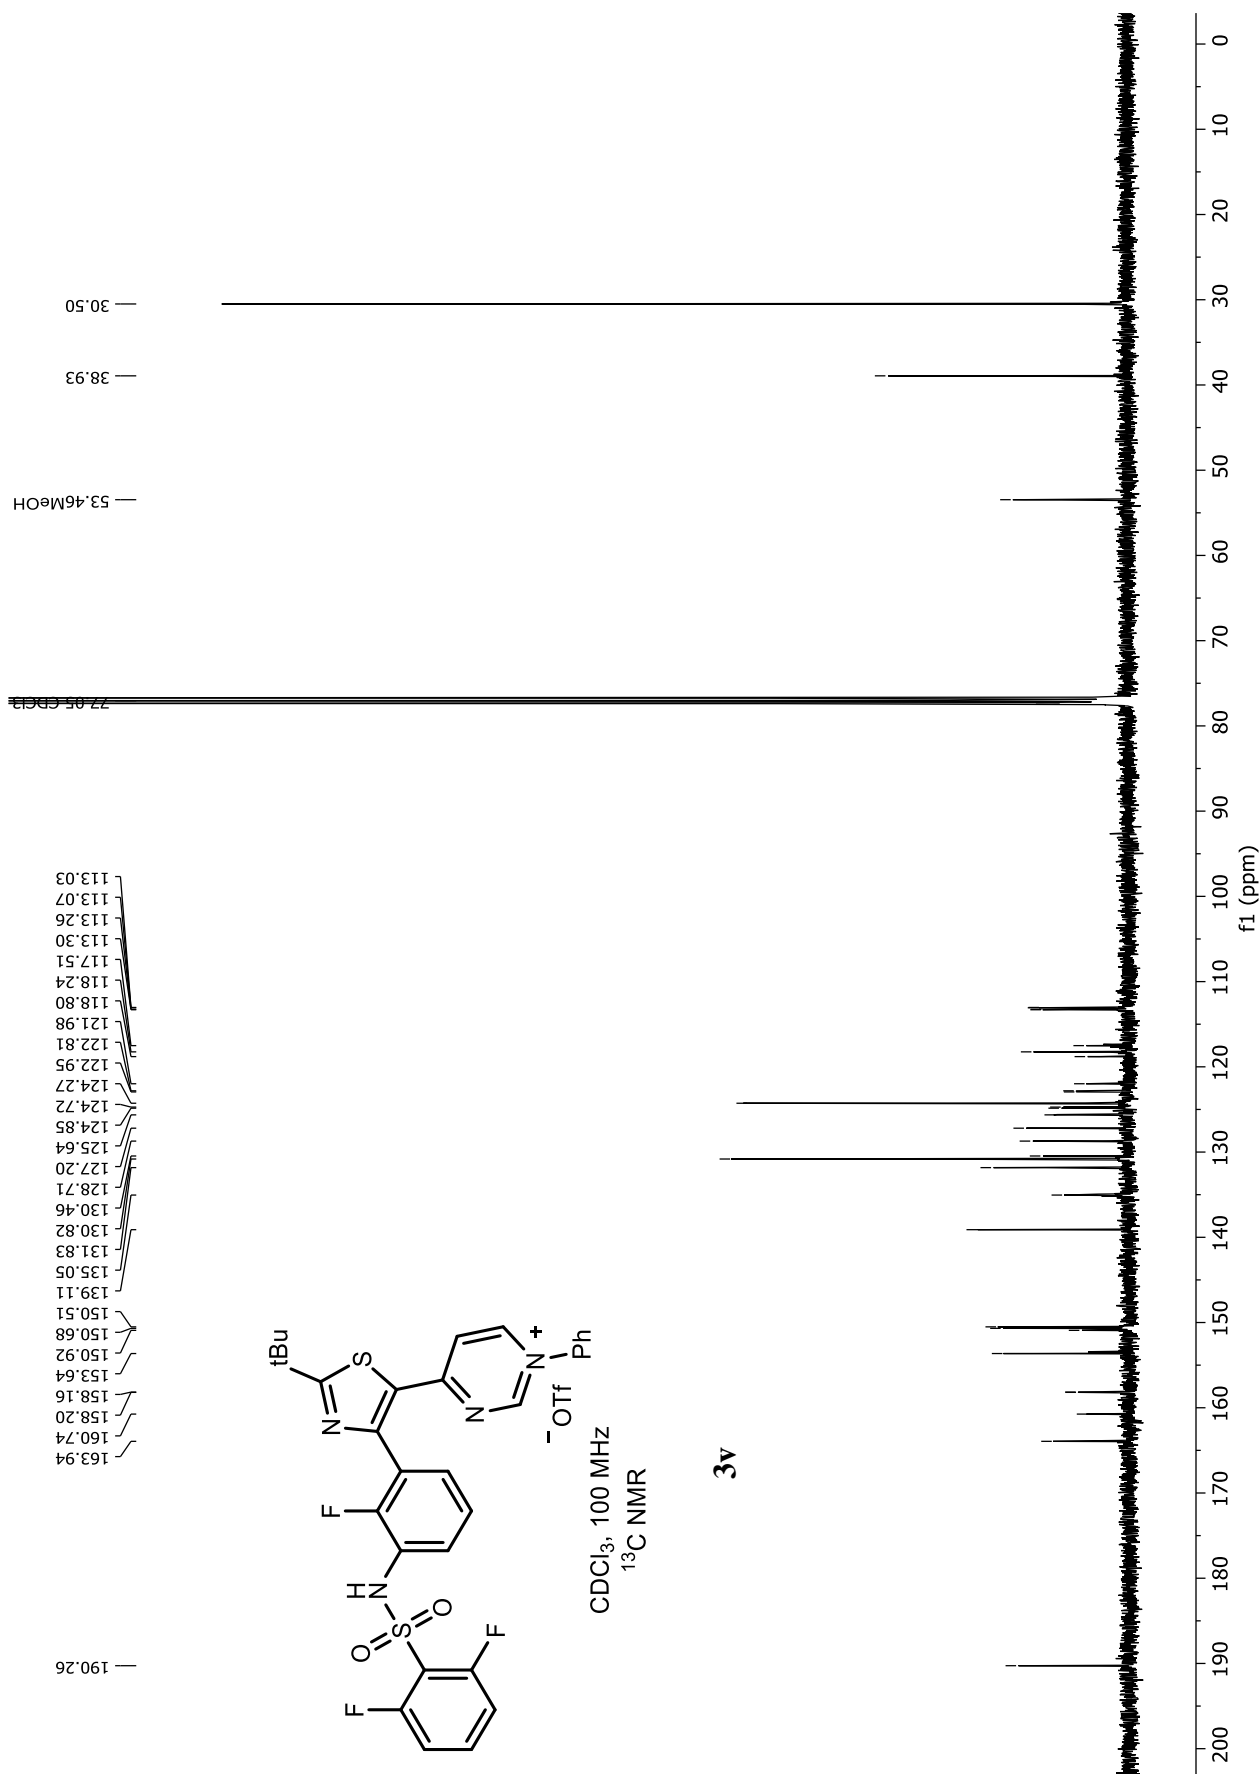 190.26
163.94
160.74
158.20
158.16
153.64
150.92
150.68
150.51
139.11
135.05
131.83
130.82
130.46
128.71
127.20
125.64
124.85
124.72
124.27
122.95
122.81
121.98
118.80
118.24
117.51
113.30
113.26
113.07
113.03
77.05 CDCl3
53.46MeOH
38.93
30.50
tBu
S
N
N
N
+
Ph
−
OTf
F
H
N
O
S
O
F
F
CDCl3, 100 MHz
13C NMR
3v
200
190
180
170
160
150
140
130
120
110
100
90
80
70
60
50
40
30
20
10
0
f1 (ppm)